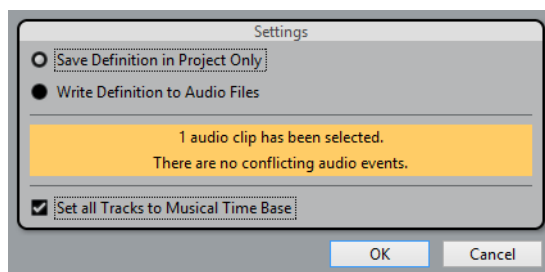 Settings
Save Definition in Project Only
Write Definition to Audio Files
1 audio clip has been selected.
There are no conflicting audio events.
Set all Tracks to Musical Time Base
OK
Cancel